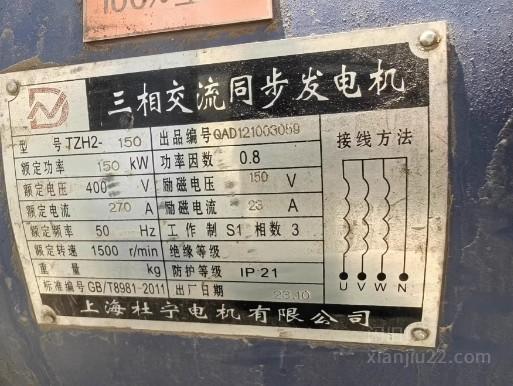 100%
三相交流同步发电机
型号 TZH2- 150 出品编号 QAD121003059
额定功率 150 kW 功率因数 0.8
额定电压 400 V 励磁电压 150 V
额定电流 270 A 励磁电流 23 A
额定频率 50 Hz 工作制 S1 相数 3
额定转速 1500 r/min 绝缘等级
重量 kg 防护等级 IP 21
标准编号 GB/T8981-2011 出厂日期 23.10
接线方法
U V W N
上海杜宁电机有限公司
xianjiu22.com